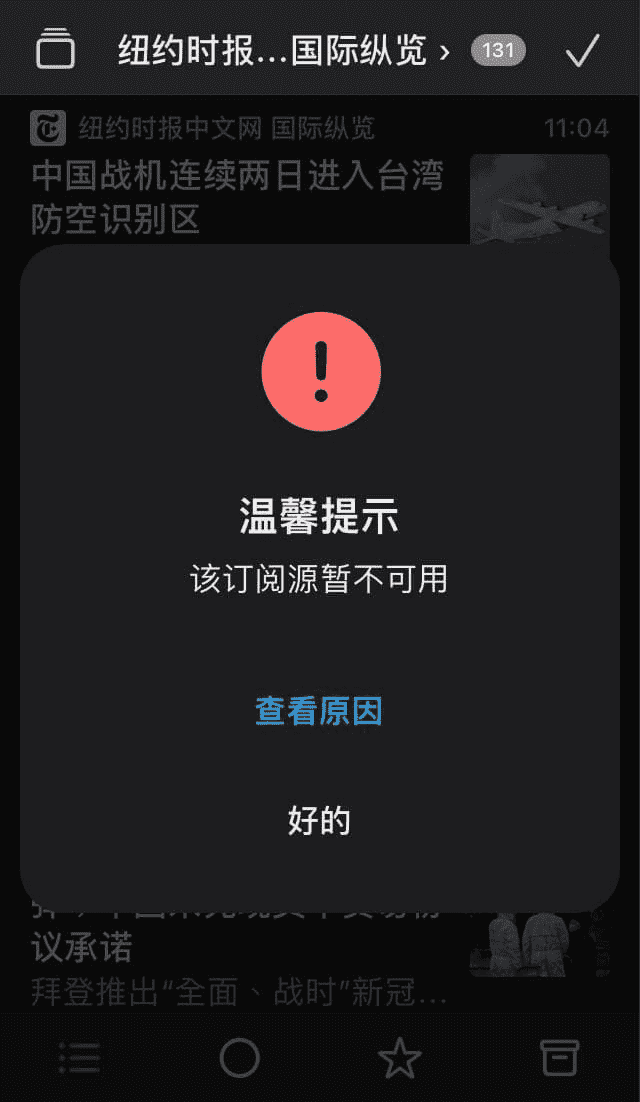 纽约时报...国际纵览 › 131
纽约时报中文网 国际纵览 11:04
中国战机连续两日进入台湾
防空识别区
温馨提示
该订阅源暂不可用
查看原因
好的
议承诺
拜登推出“全面、战时”新冠...